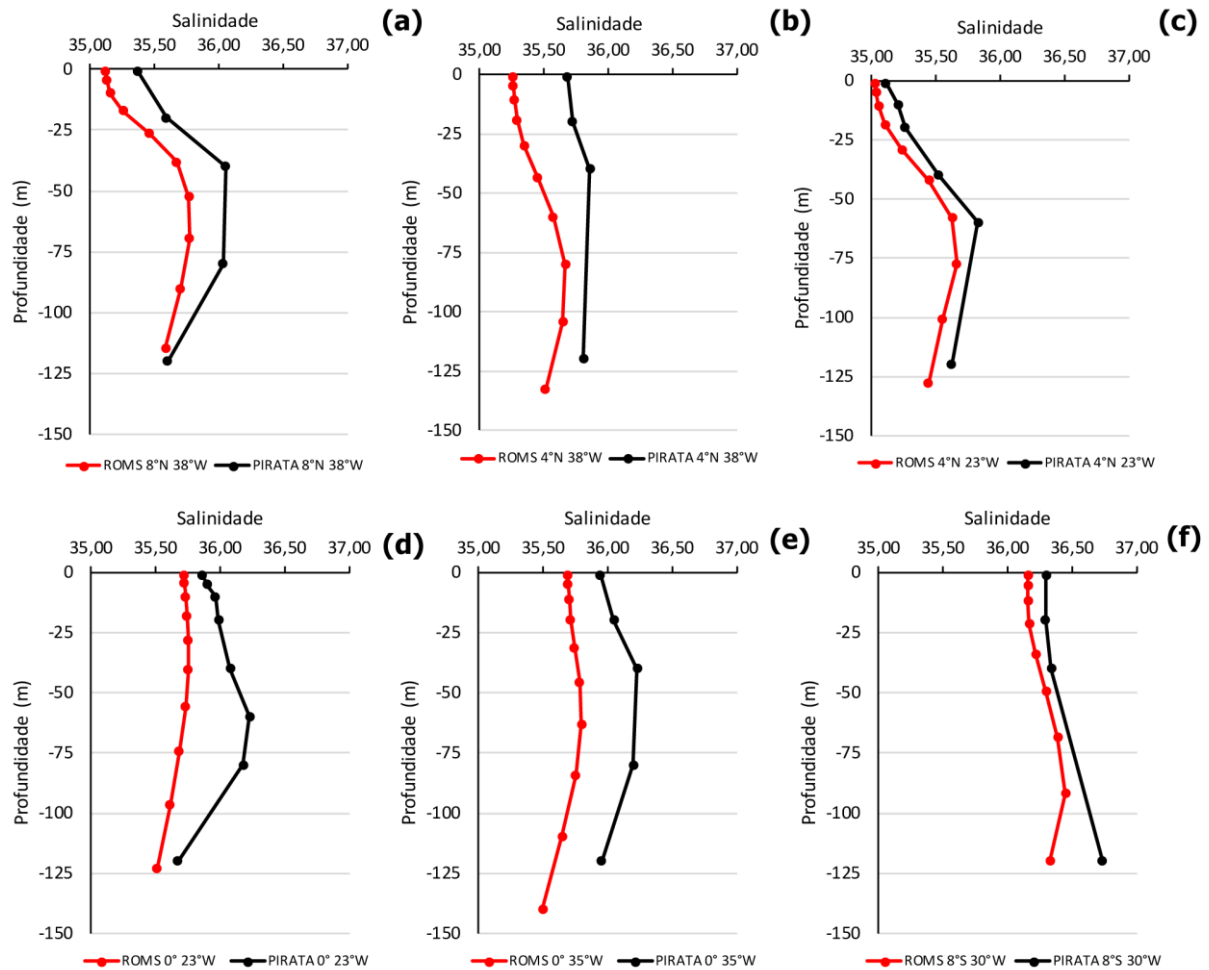 Salinidade (a)
35,00 35,50 36,00 36,50 37,00
0
-25
-50
-75
-100
-125
-150
Profundidade (m)
ROMS 8°N 38°W PIRATA 8°N 38°W
Salinidade (b)
35,00 35,50 36,00 36,50 37,00
0
-25
-50
-75
-100
-125
-150
Profundidade (m)
ROMS 4°N 38°W PIRATA 4°N 38°W
Salinidade (c)
35,00 35,50 36,00 36,50 37,00
0
-25
-50
-75
-100
-125
-150
Profundidade (m)
ROMS 4°N 23°W PIRATA 4°N 23°W
Salinidade (d)
35,00 35,50 36,00 36,50 37,00
0
-25
-50
-75
-100
-125
-150
Profundidade (m)
ROMS 0° 23°W PIRATA 0° 23°W
Salinidade (e)
35,00 35,50 36,00 36,50 37,00
0
-25
-50
-75
-100
-125
-150
Profundidade (m)
ROMS 0° 35°W PIRATA 0° 35°W
Salinidade (f)
35,00 35,50 36,00 36,50 37,00
0
-25
-50
-75
-100
-125
-150
Profundidade (m)
ROMS 8°S 30°W PIRATA 8°S 30°W